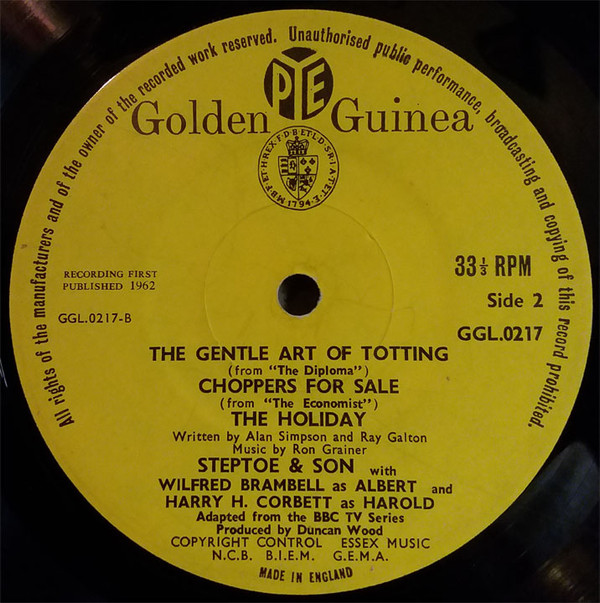 All rights of the manufacturers and of the owner of the recorded work reserved. Unauthorised public performance, broadcasting and copying of this record prohibited.
PYE
Golden Guinea
M.B.F.ET.H.REX.F.D.B.ET.L.D.S.R.I.A.T.ET.E.
1794
RECORDING FIRST
PUBLISHED 1962
GGL.0217-B
33⅓ RPM
Side 2
GGL.0217
THE GENTLE ART OF TOTTING
(from "The Diploma")
CHOPPERS FOR SALE
(from "The Economist")
THE HOLIDAY
Written by Alan Simpson and Ray Galton
Music by Ron Grainer
STEPTOE & SON with
WILFRED BRAMBELL as ALBERT and
HARRY H. CORBETT as HAROLD
Adapted from the BBC TV Series
Produced by Duncan Wood
COPYRIGHT CONTROL ESSEX MUSIC
N.C.B. B.I.E.M. G.E.M.A.
MADE IN ENGLAND